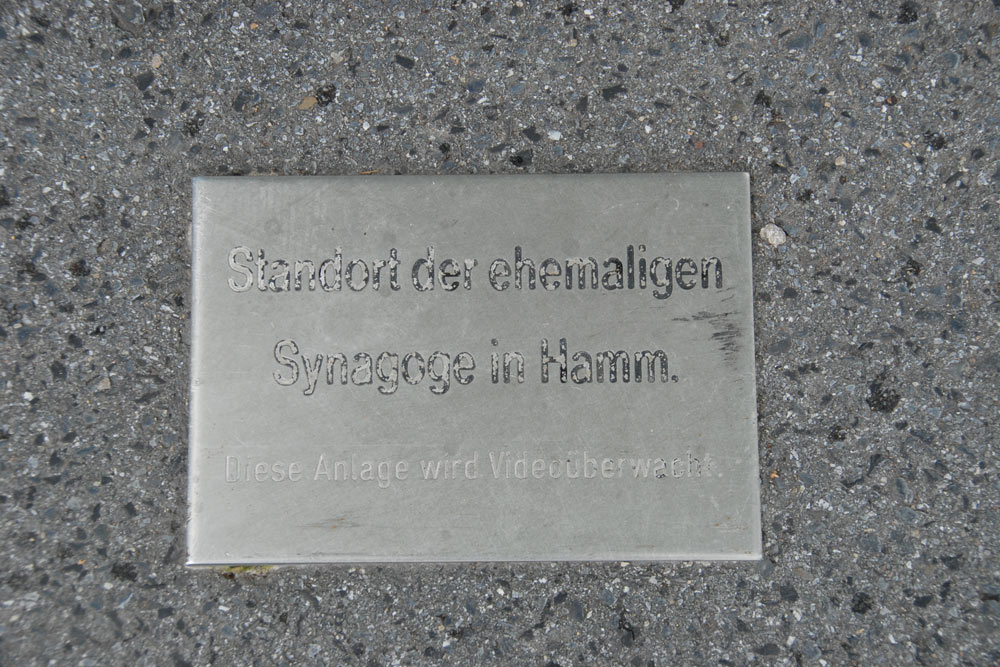 Standort der ehemaligen
Synagoge in Hamm.
Diese Anlage wird Videoüberwacht.